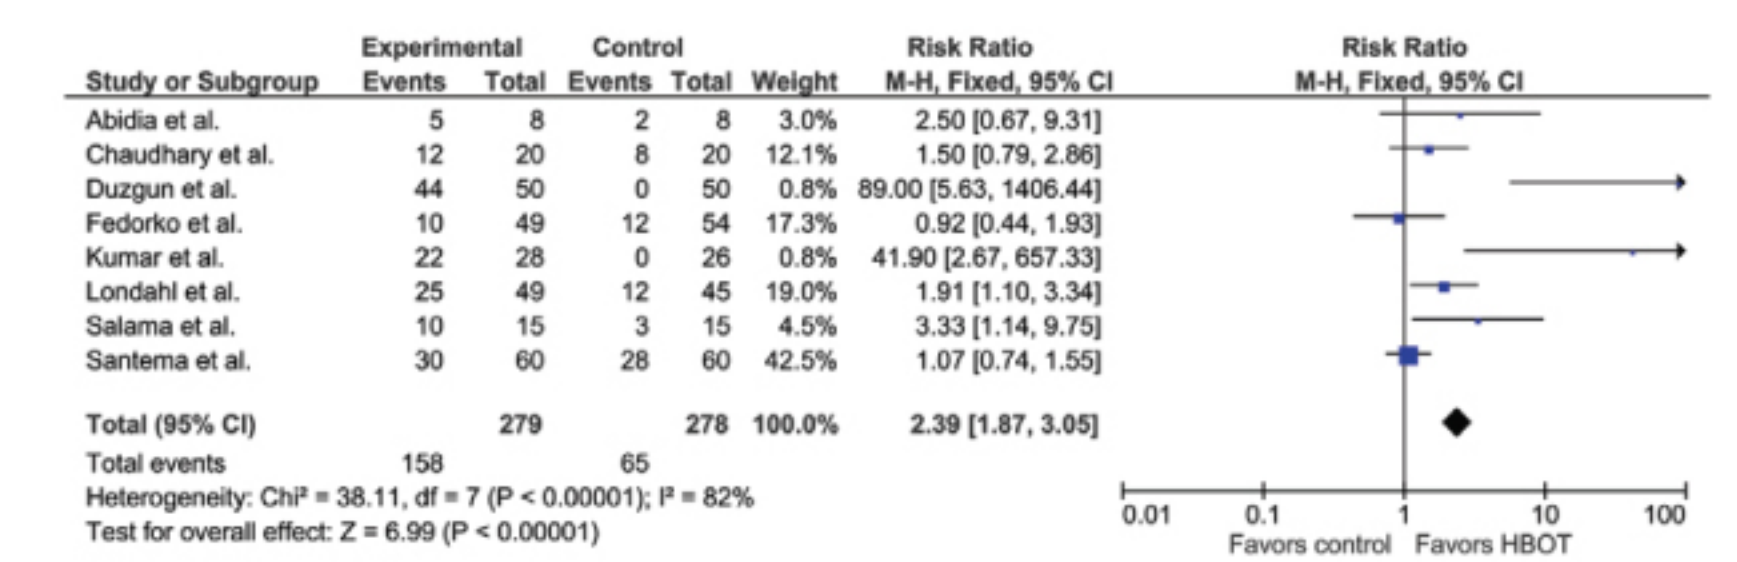 Experimental Control Risk Ratio Risk Ratio
Study or Subgroup Events Total Events Total Weight M-H, Fixed, 95% CI M-H, Fixed, 95% CI
Abidia et al. 5 8 2 8 3.0% 2.50 [0.67, 9.31]
Chaudhary et al. 12 20 8 20 12.1% 1.50 [0.79, 2.86]
Duzgun et al. 44 50 0 50 0.8% 89.00 [5.63, 1406.44]
Fedorko et al. 10 49 12 54 17.3% 0.92 [0.44, 1.93]
Kumar et al. 22 28 0 26 0.8% 41.90 [2.67, 657.33]
Londahl et al. 25 49 12 45 19.0% 1.91 [1.10, 3.34]
Salama et al. 10 15 3 15 4.5% 3.33 [1.14, 9.75]
Santema et al. 30 60 28 60 42.5% 1.07 [0.74, 1.55]
Total (95% CI) 279 278 100.0% 2.39 [1.87, 3.05]
Total events 158 65
Heterogeneity: Chi² = 38.11, df = 7 (P < 0.00001); I² = 82%
Test for overall effect: Z = 6.99 (P < 0.00001)
0.01 0.1 1 10 100
Favors control Favors HBOT